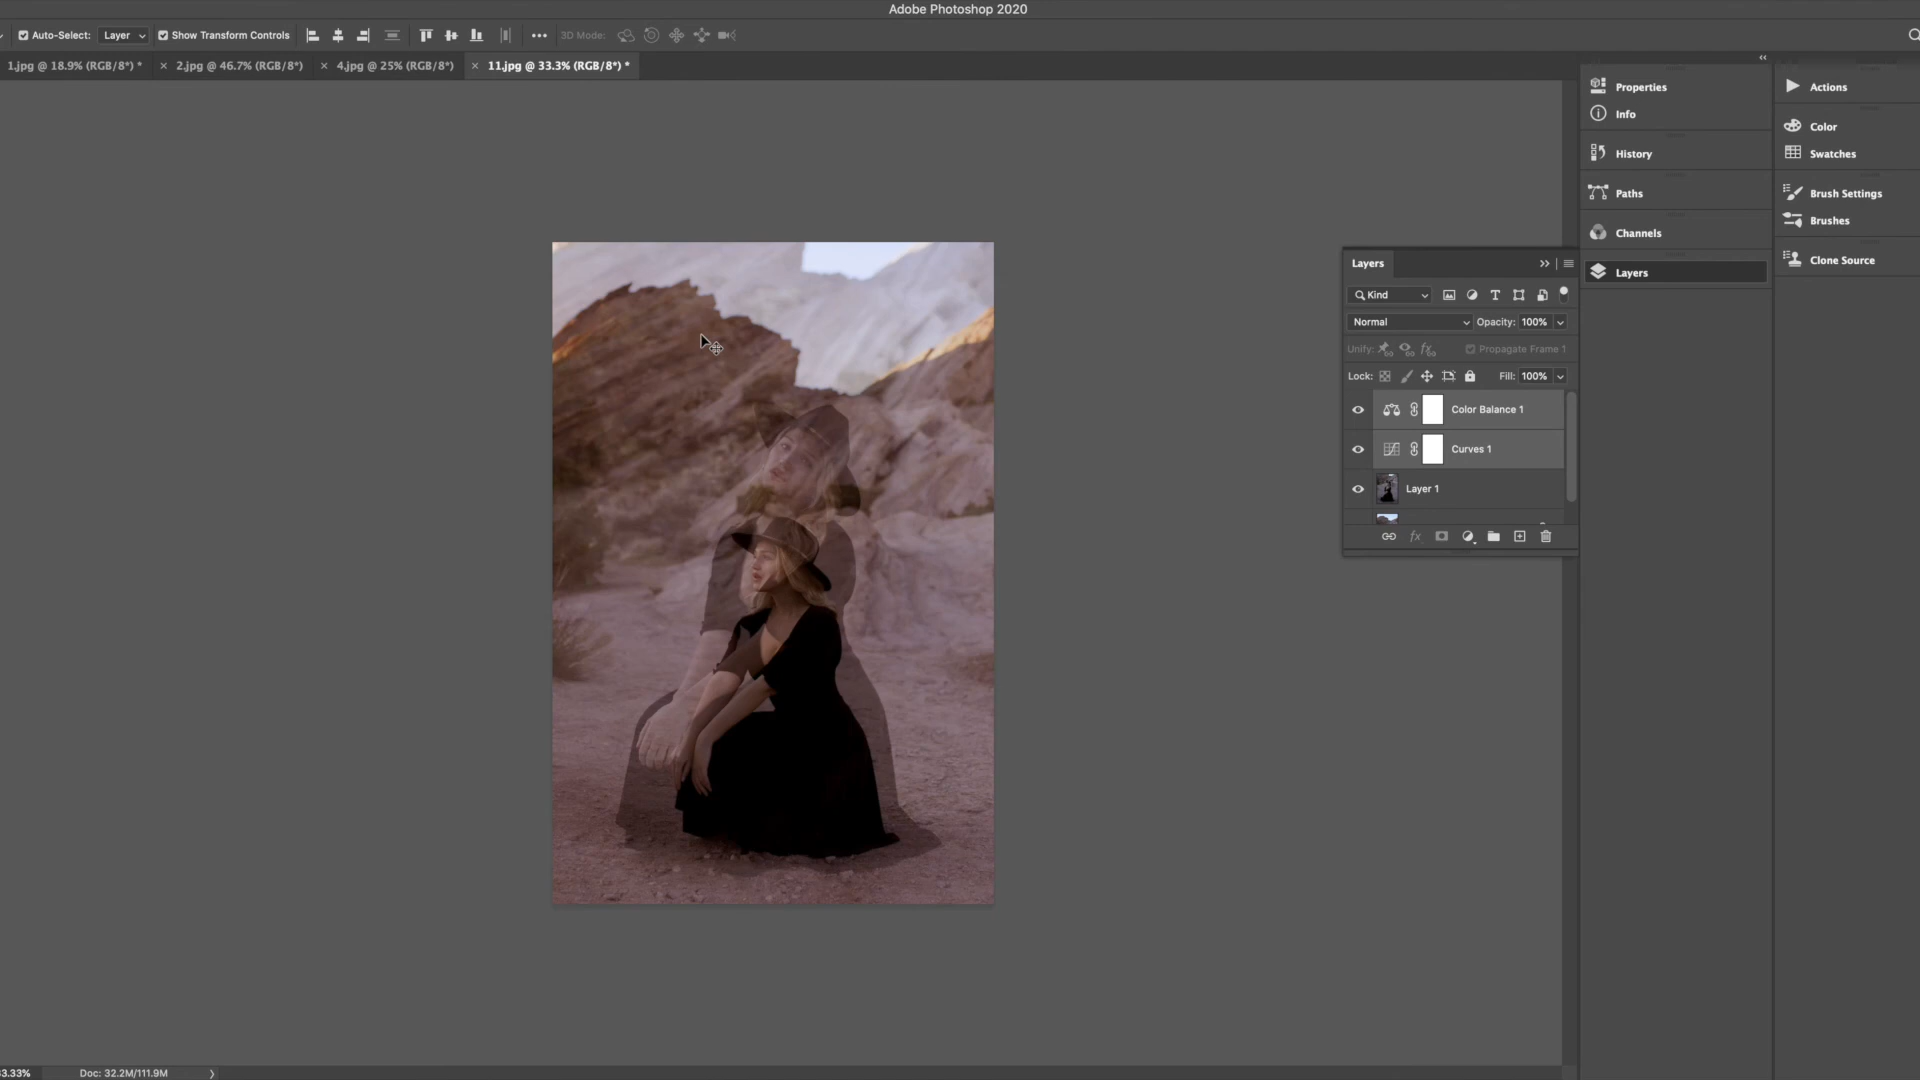 Adobe Photoshop 2020
Auto-Select: Layer Show Transform Controls 3D Mode:
1.jpg @ 18.9% (RGB/8*) * × 2.jpg @ 46.7% (RGB/8*) × 4.jpg @ 25% (RGB/8*) × 11.jpg @ 33.3% (RGB/8*) *
Properties
Info
History
Paths
Channels
Layers
Actions
Color
Swatches
Brush Settings
Brushes
Clone Source
Layers
Kind
Normal Opacity: 100%
Unify: Propagate Frame 1
Lock: Fill: 100%
Color Balance 1
Curves 1
Layer 1
fx
3.33% Doc: 32.2M/111.9M